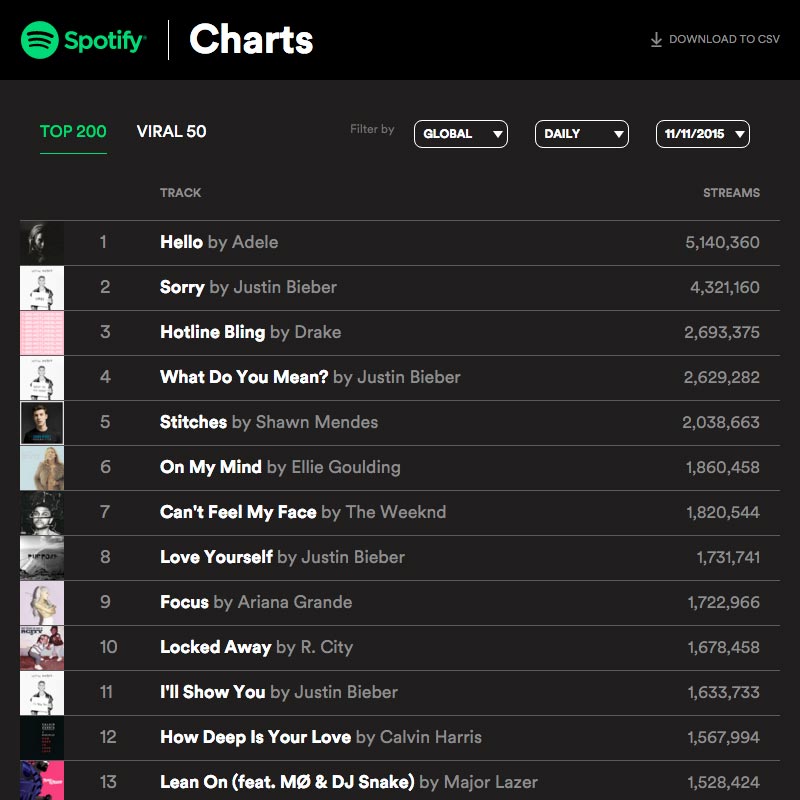 Spotify Charts DOWNLOAD TO CSV
TOP 200 VIRAL 50 Filter by GLOBAL DAILY 11/11/2015
TRACK STREAMS
1 Hello by Adele 5,140,360
2 Sorry by Justin Bieber 4,321,160
3 Hotline Bling by Drake 2,693,375
4 What Do You Mean? by Justin Bieber 2,629,282
5 Stitches by Shawn Mendes 2,038,663
6 On My Mind by Ellie Goulding 1,860,458
7 Can't Feel My Face by The Weeknd 1,820,544
8 Love Yourself by Justin Bieber 1,731,741
9 Focus by Ariana Grande 1,722,966
10 Locked Away by R. City 1,678,458
11 I'll Show You by Justin Bieber 1,633,733
12 How Deep Is Your Love by Calvin Harris 1,567,994
13 Lean On (feat. MØ & DJ Snake) by Major Lazer 1,528,424